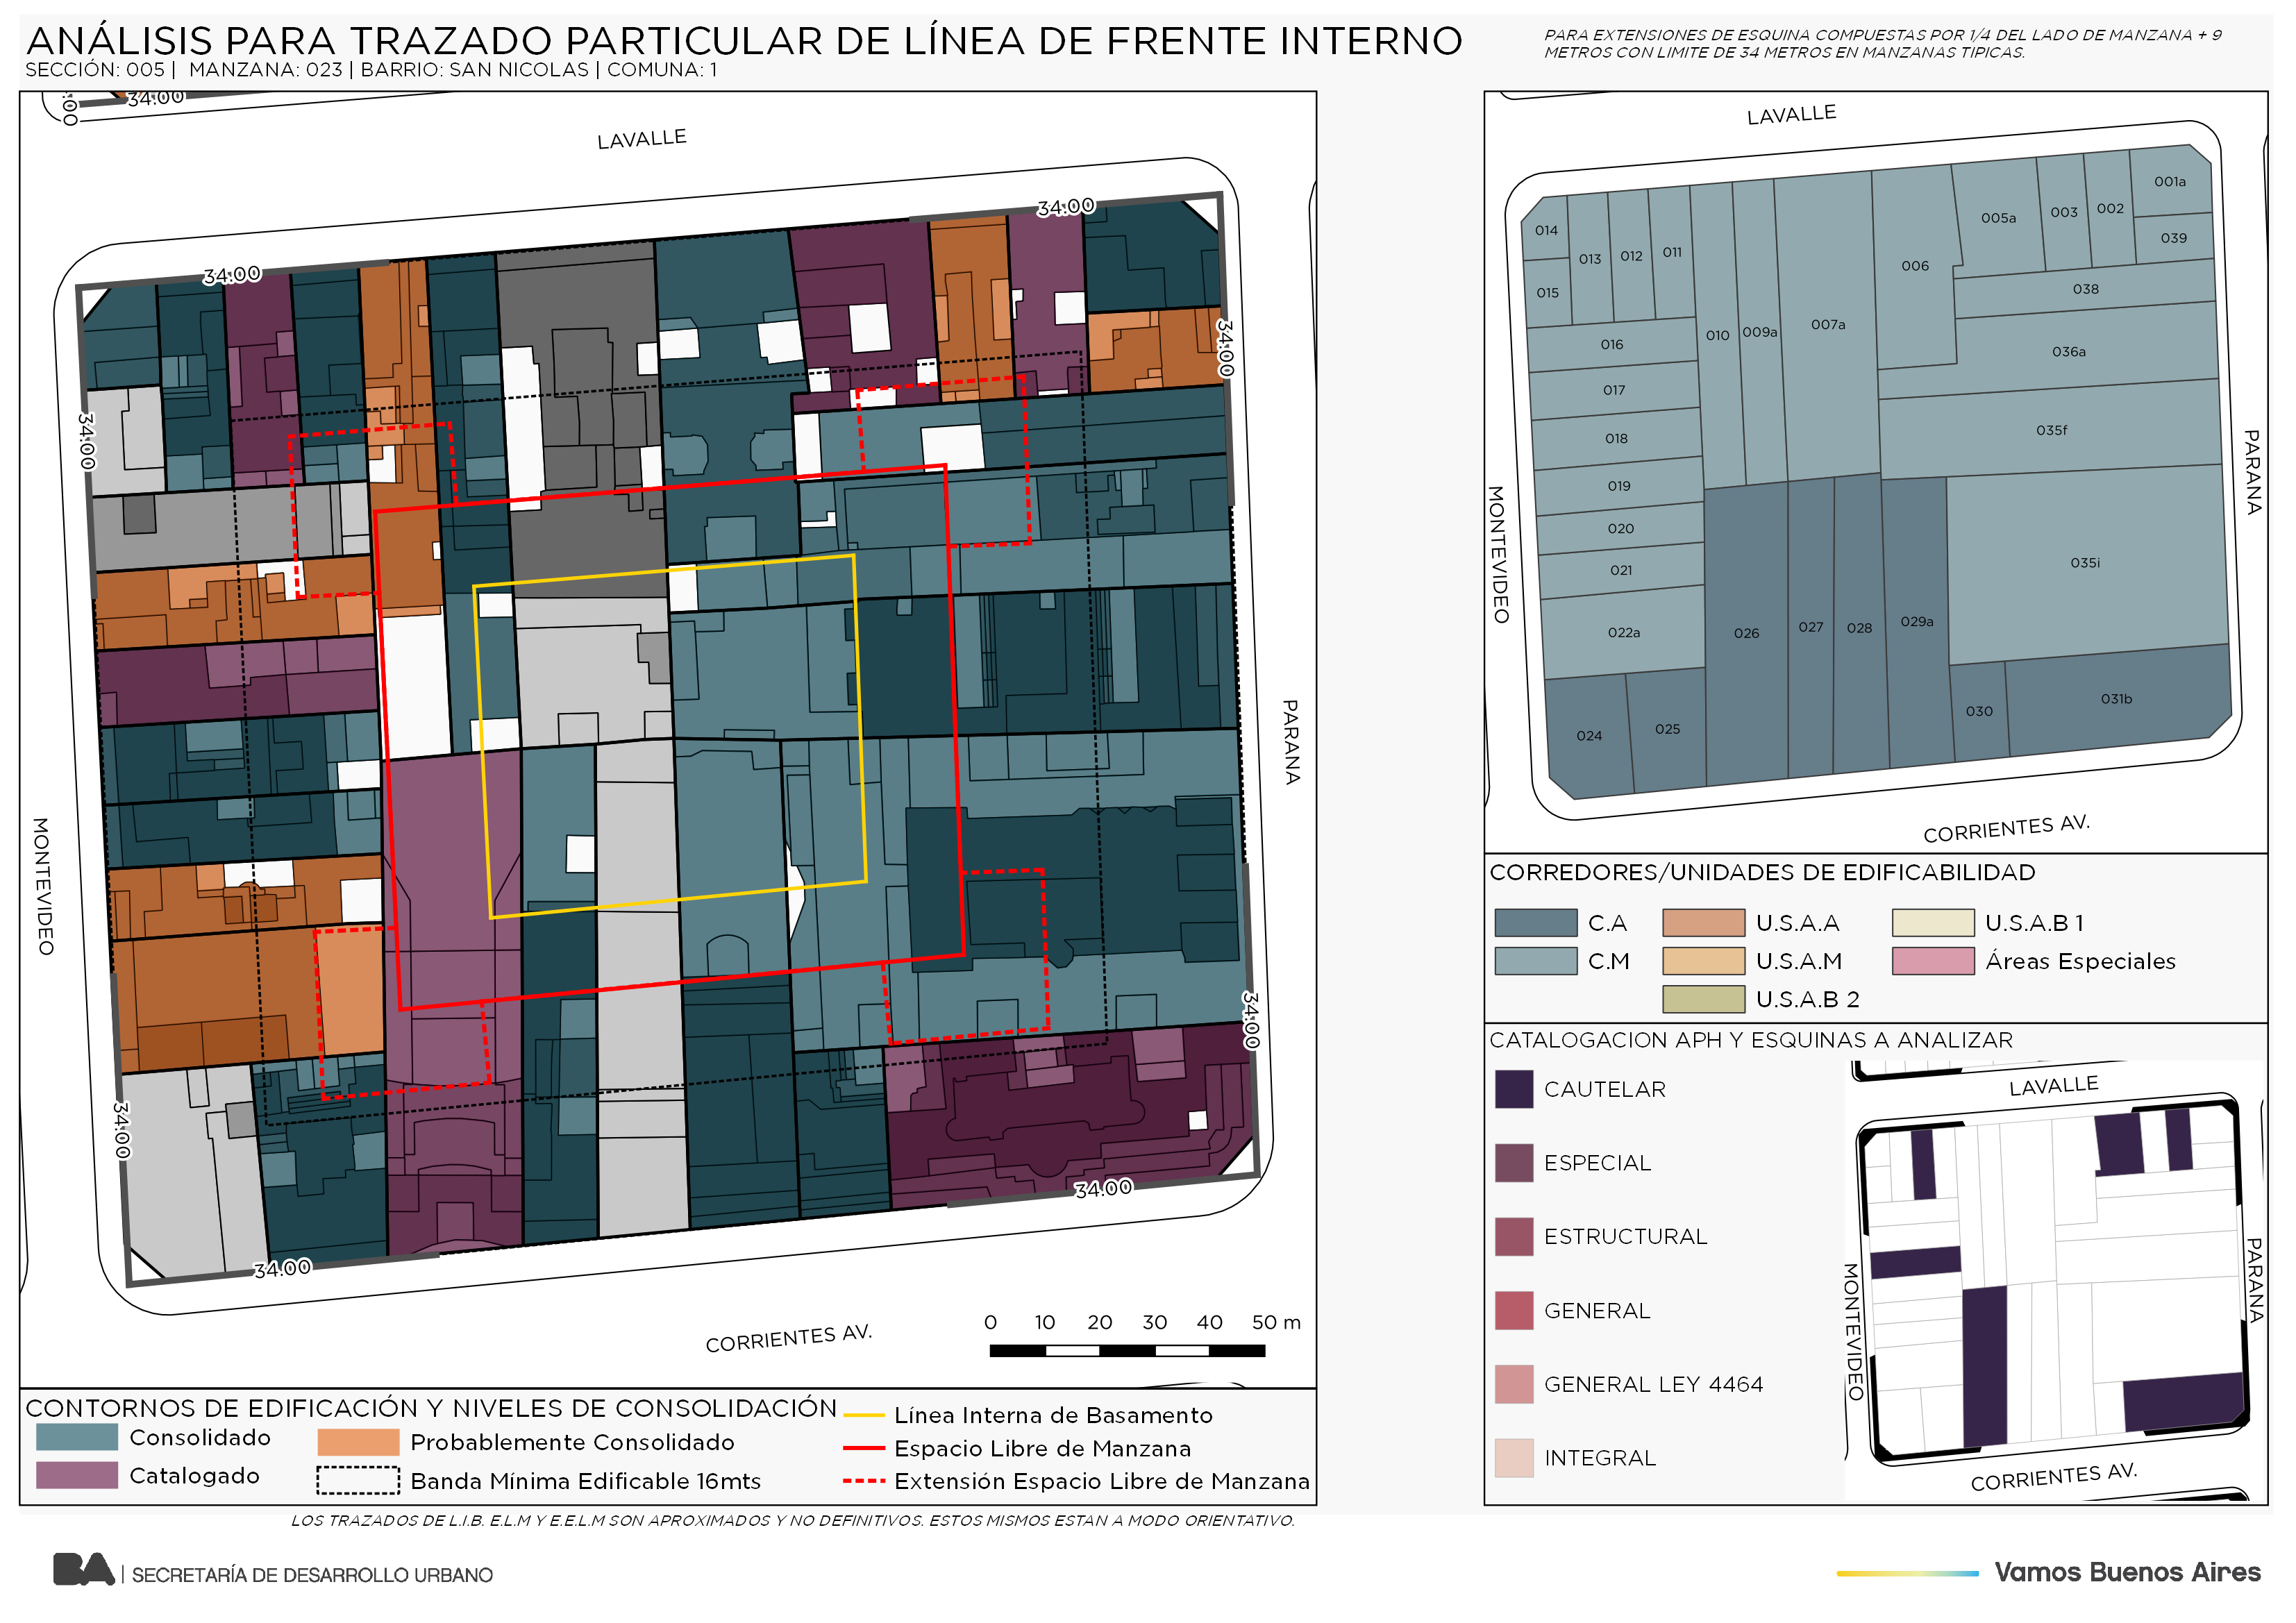 ANÁLISIS PARA TRAZADO PARTICULAR DE LÍNEA DE FRENTE INTERNO
SECCIÓN: 005 | MANZANA: 023 | BARRIO: SAN NICOLAS | COMUNA: 1
PARA EXTENSIONES DE ESQUINA COMPUESTAS POR 1/4 DEL LADO DE MANZANA + 9
METROS CON LIMITE DE 34 METROS EN MANZANAS TIPICAS.
34.00
LAVALLE
34.00
34.00
34.00
34.00
PARANA
MONTEVIDEO
34.00
34.00
34.00
34.00
CORRIENTES AV.
0 10 20 30 40 50 m
CONTORNOS DE EDIFICACIÓN Y NIVELES DE CONSOLIDACIÓN
Consolidado
Catalogado
Probablemente Consolidado
Banda Mínima Edificable 16mts
Línea Interna de Basamento
Espacio Libre de Manzana
Extensión Espacio Libre de Manzana
LAVALLE
001a
014
013
012
011
005a
003
002
039
015
006
038
016
010
009a
007a
036a
017
018
035f
PARANA
MONTEVIDEO
019
020
021
035i
022a
026
027
028
029a
024
025
030
031b
CORRIENTES AV.
CORREDORES/UNIDADES DE EDIFICABILIDAD
C.A
U.S.A.A
U.S.A.B 1
C.M
U.S.A.M
Áreas Especiales
U.S.A.B 2
CATALOGACION APH Y ESQUINAS A ANALIZAR
CAUTELAR
ESPECIAL
ESTRUCTURAL
GENERAL
GENERAL LEY 4464
INTEGRAL
LAVALLE
PARANA
MONTEVIDEO
CORRIENTES AV.
LOS TRAZADOS DE L.I.B. E.L.M Y E.E.L.M SON APROXIMADOS Y NO DEFINITIVOS. ESTOS MISMOS ESTAN A MODO ORIENTATIVO.
BA | SECRETARÍA DE DESARROLLO URBANO
Vamos Buenos Aires